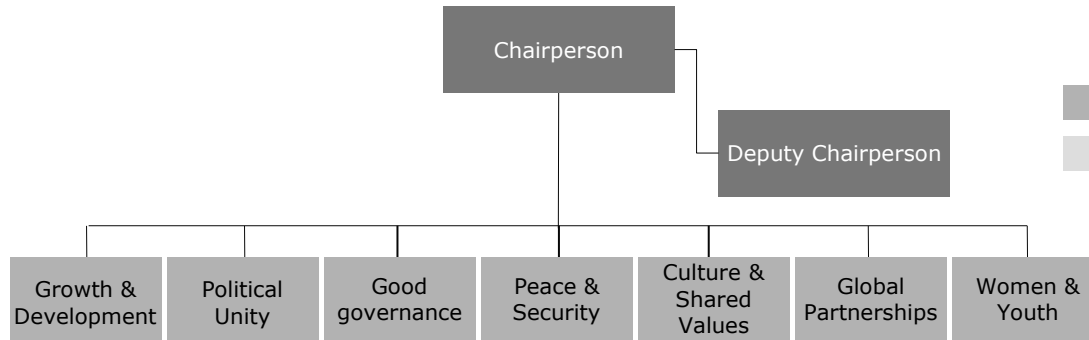 Chairperson
Deputy Chairperson
Growth &
Development
Political
Unity
Good
governance
Peace &
Security
Culture &
Shared
Values
Global
Partnerships
Women &
Youth